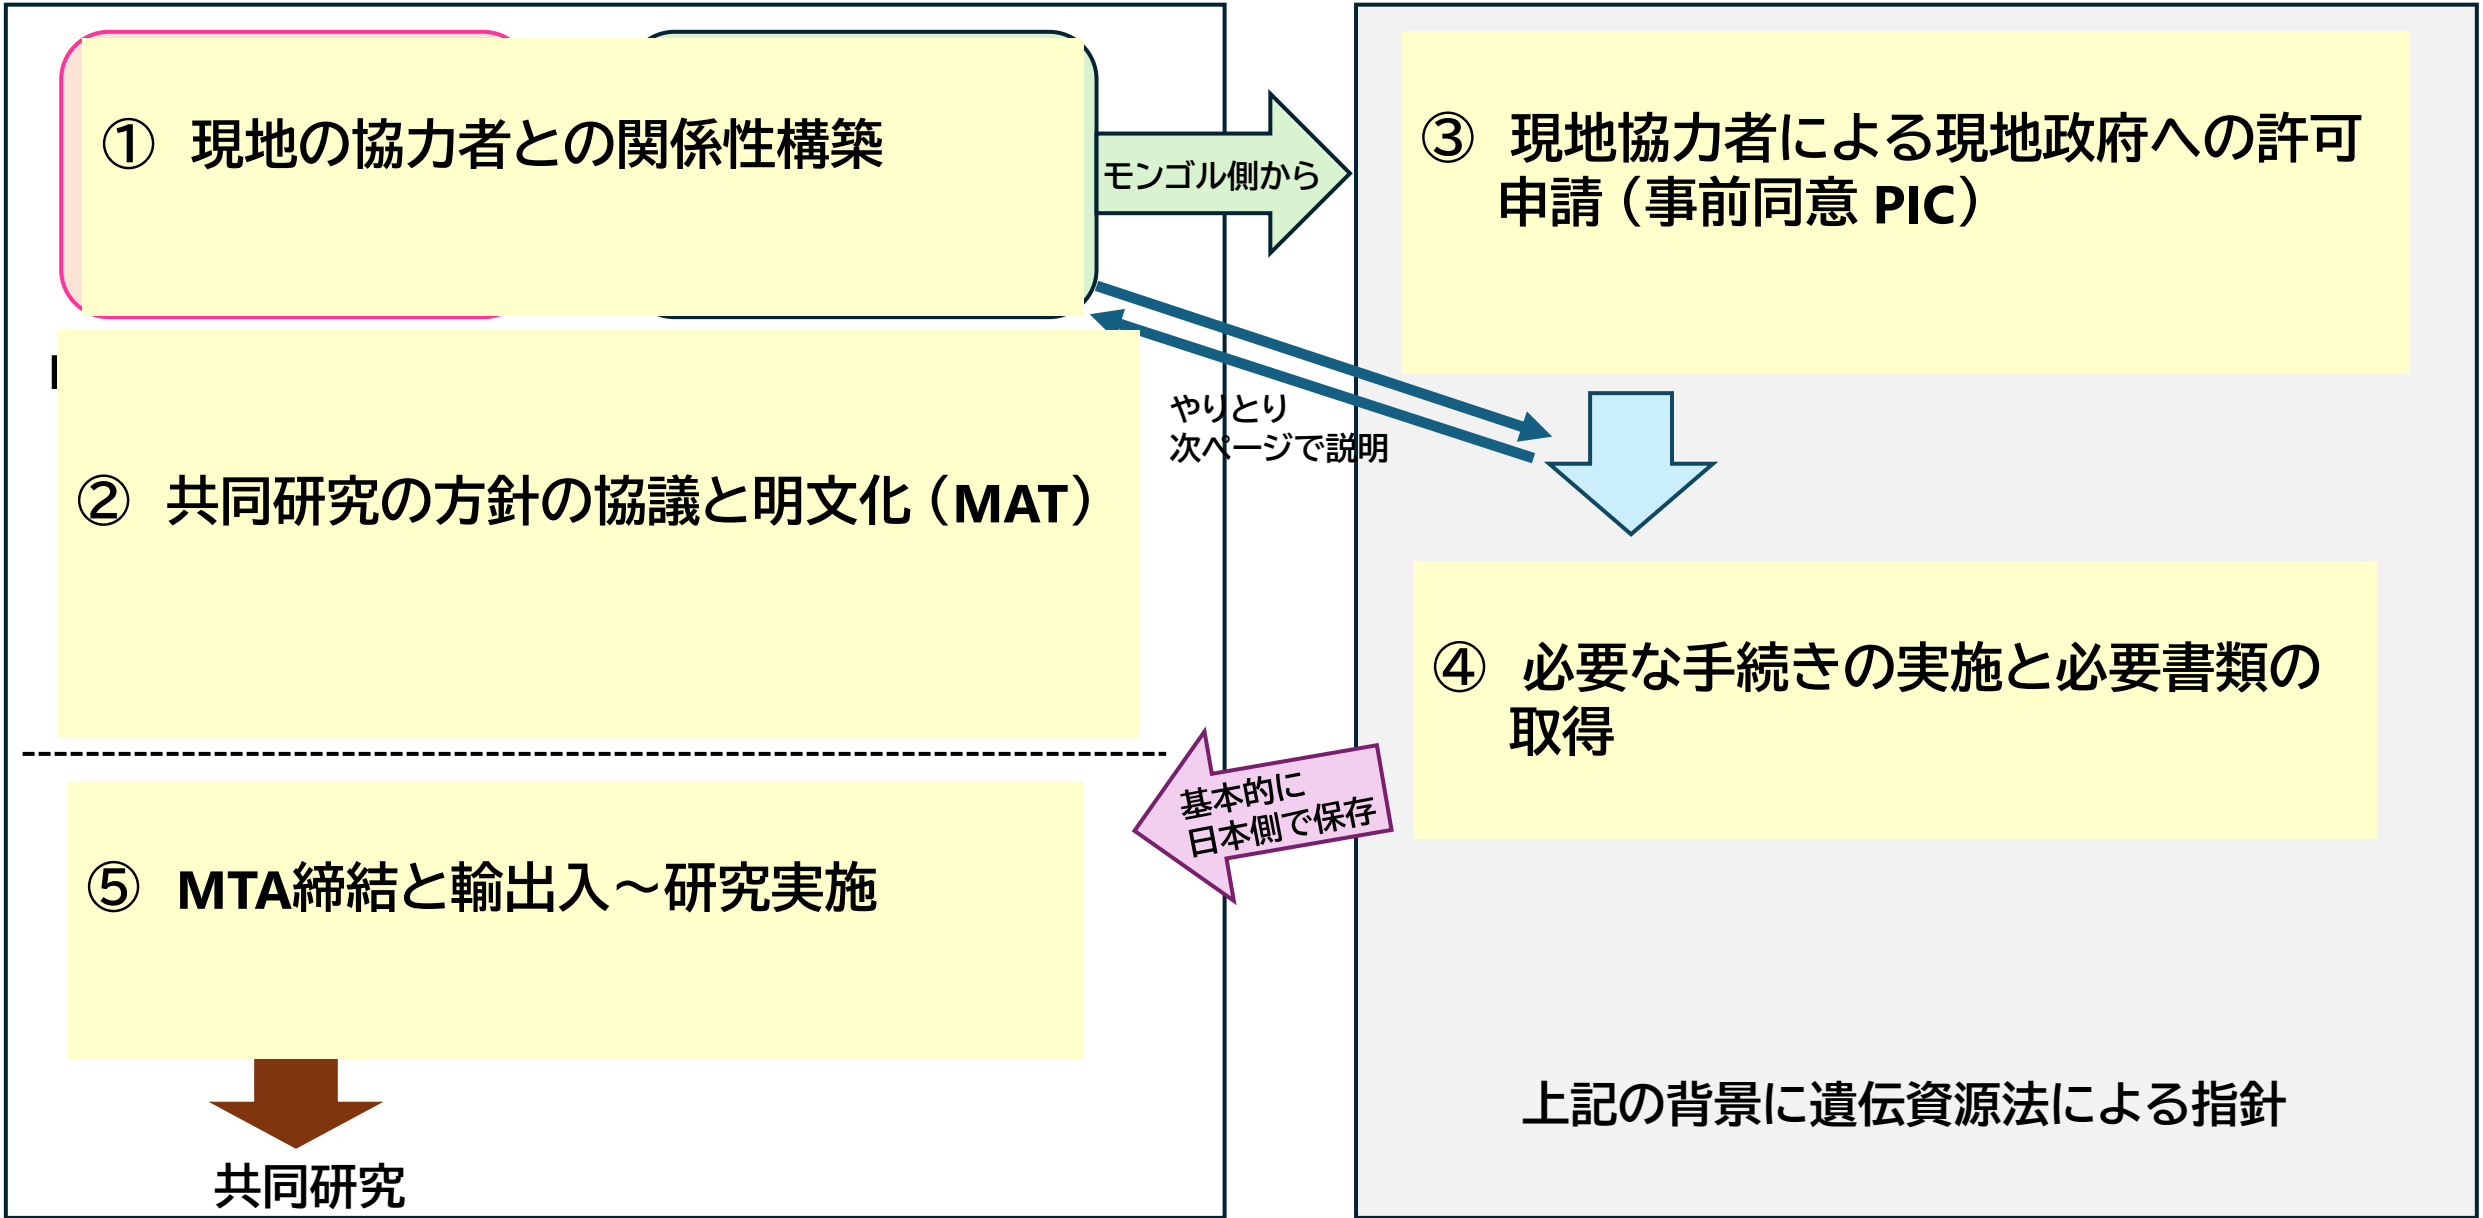 ① 現地の協力者との関係性構築
モンゴル側から
③ 現地協力者による現地政府への許可
申請（事前同意 PIC）
やりとり
次ページで説明
② 共同研究の方針の協議と明文化（MAT）
④ 必要な手続きの実施と必要書類の
取得
基本的に
日本側で保存
⑤ MTA締結と輸出入～研究実施
上記の背景に遺伝資源法による指針
共同研究